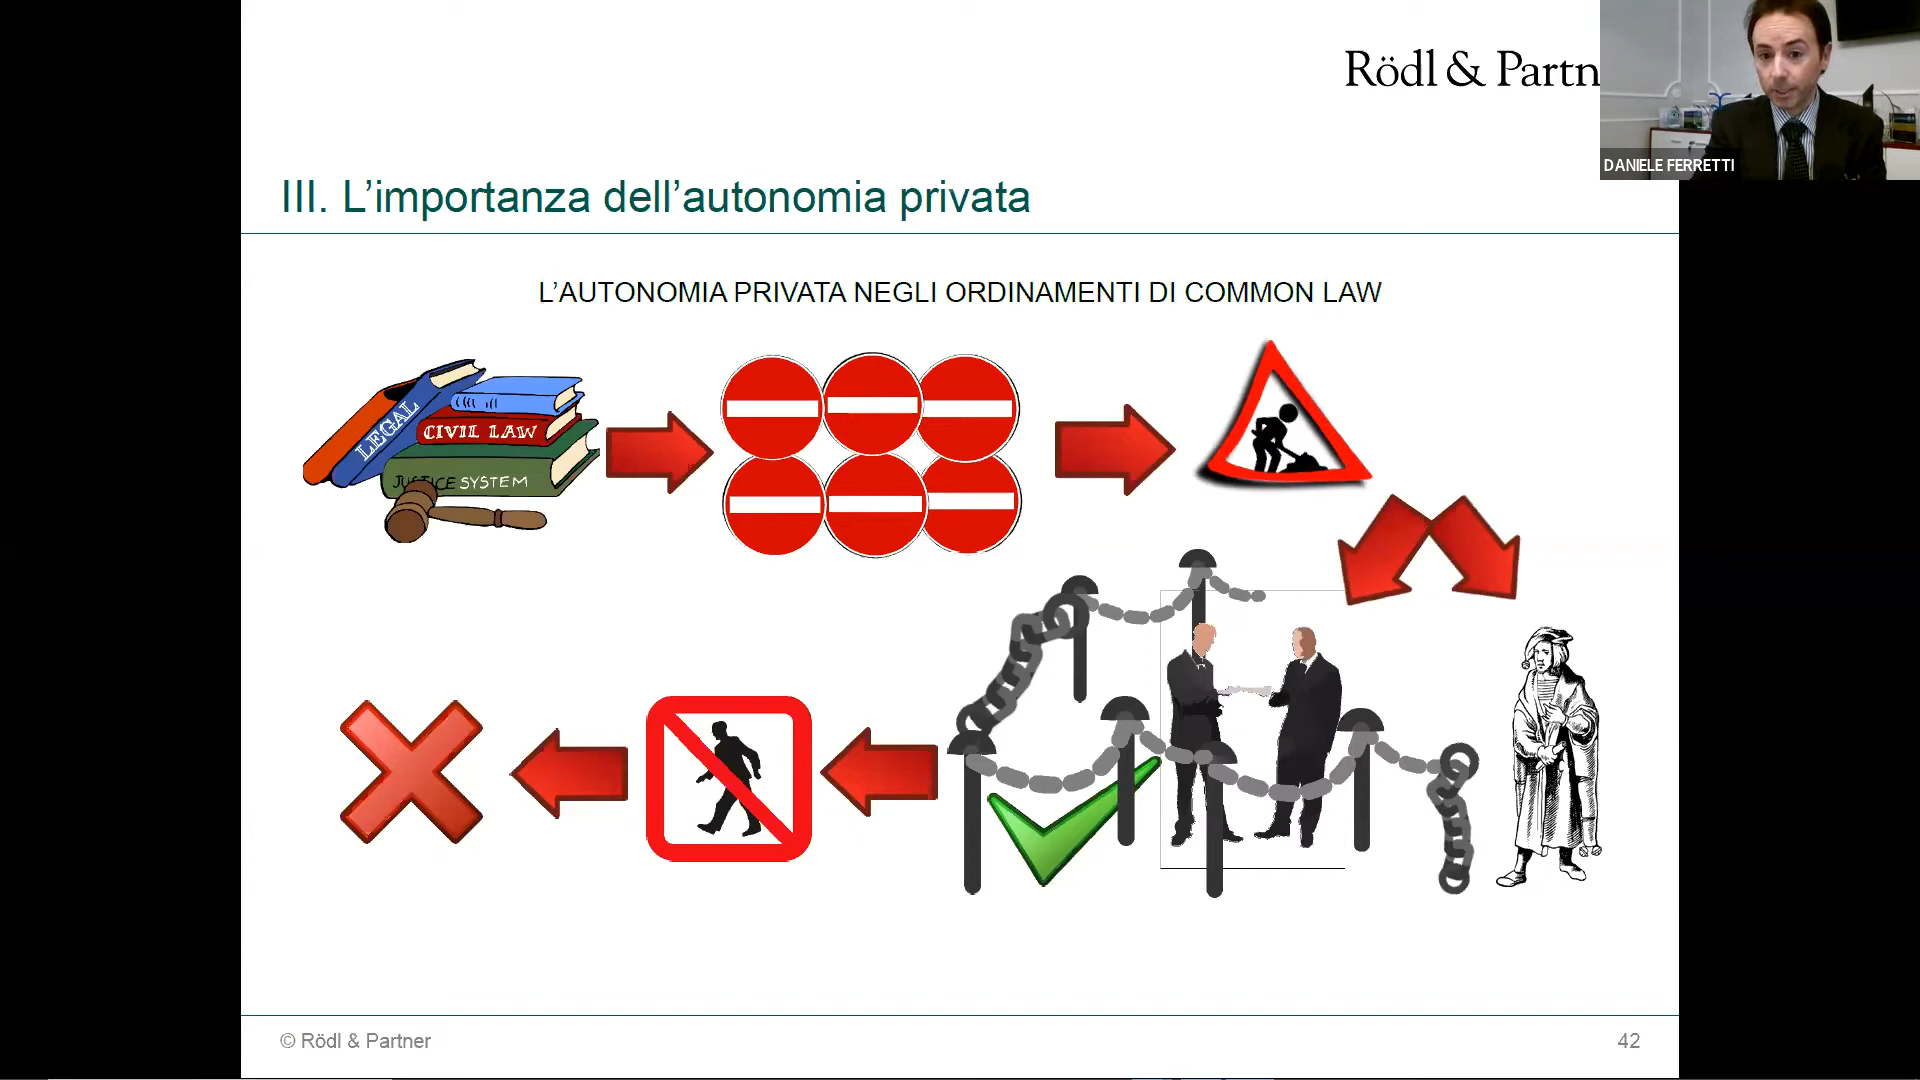 Rödl & Partn
DANIELE FERRETTI
III. L’importanza dell’autonomia privata
L’AUTONOMIA PRIVATA NEGLI ORDINAMENTI DI COMMON LAW
LEGAL
CIVIL LAW
JUSTICE SYSTEM
© Rödl & Partner
42